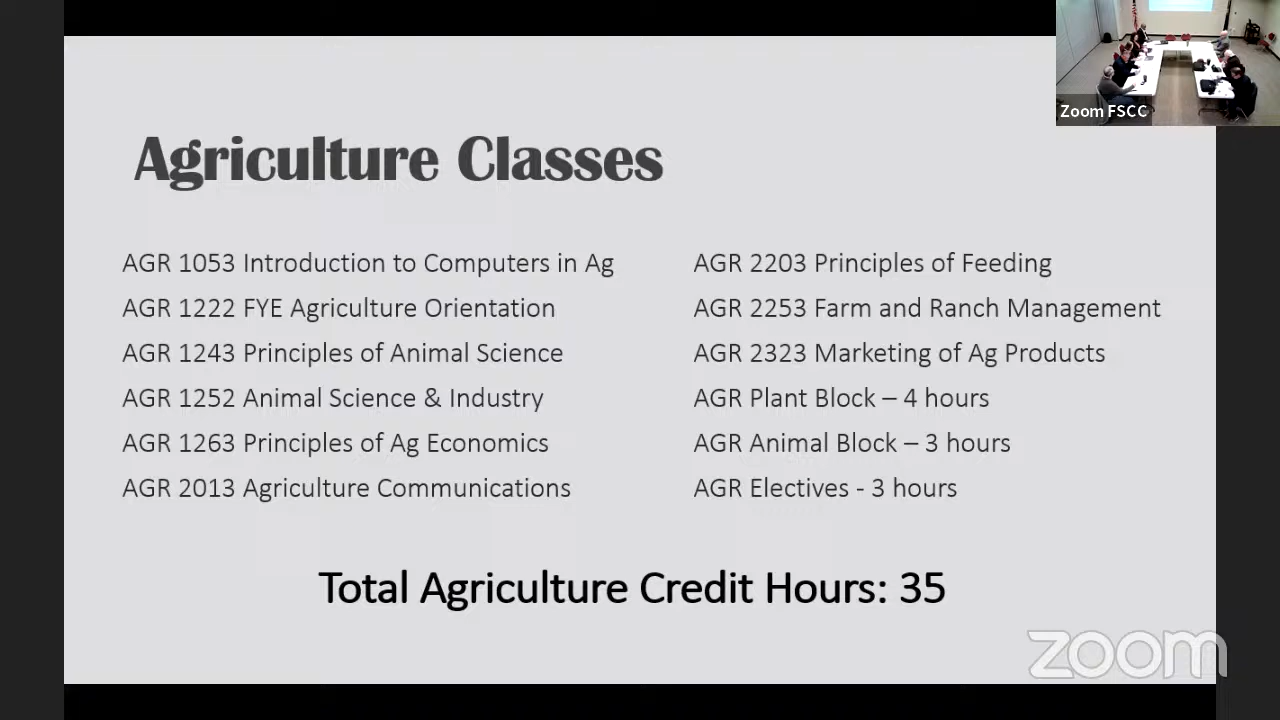 Zoom FSCC
Agriculture Classes
AGR 1053 Introduction to Computers in Ag
AGR 1222 FYE Agriculture Orientation
AGR 1243 Principles of Animal Science
AGR 1252 Animal Science & Industry
AGR 1263 Principles of Ag Economics
AGR 2013 Agriculture Communications
AGR 2203 Principles of Feeding
AGR 2253 Farm and Ranch Management
AGR 2323 Marketing of Ag Products
AGR Plant Block – 4 hours
AGR Animal Block – 3 hours
AGR Electives - 3 hours
Total Agriculture Credit Hours: 35
zoom